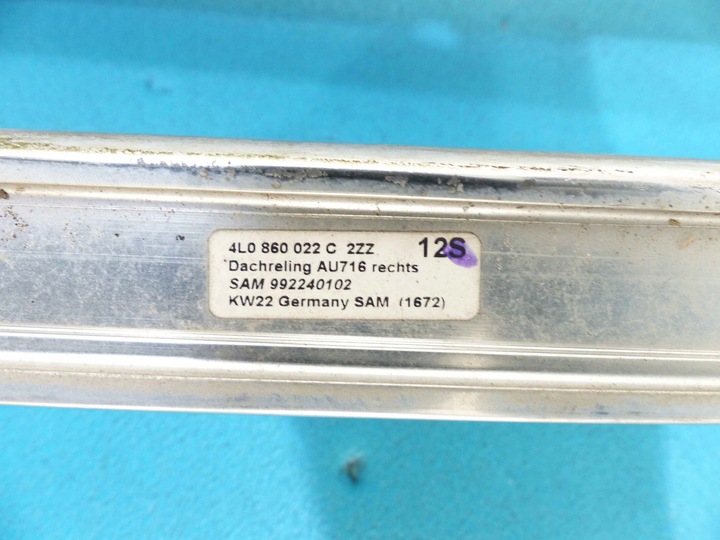 4L0 860 022 C 2ZZ 12S
Dachreling AU716 rechts
SAM 992240102
KW22 Germany SAM (1672)